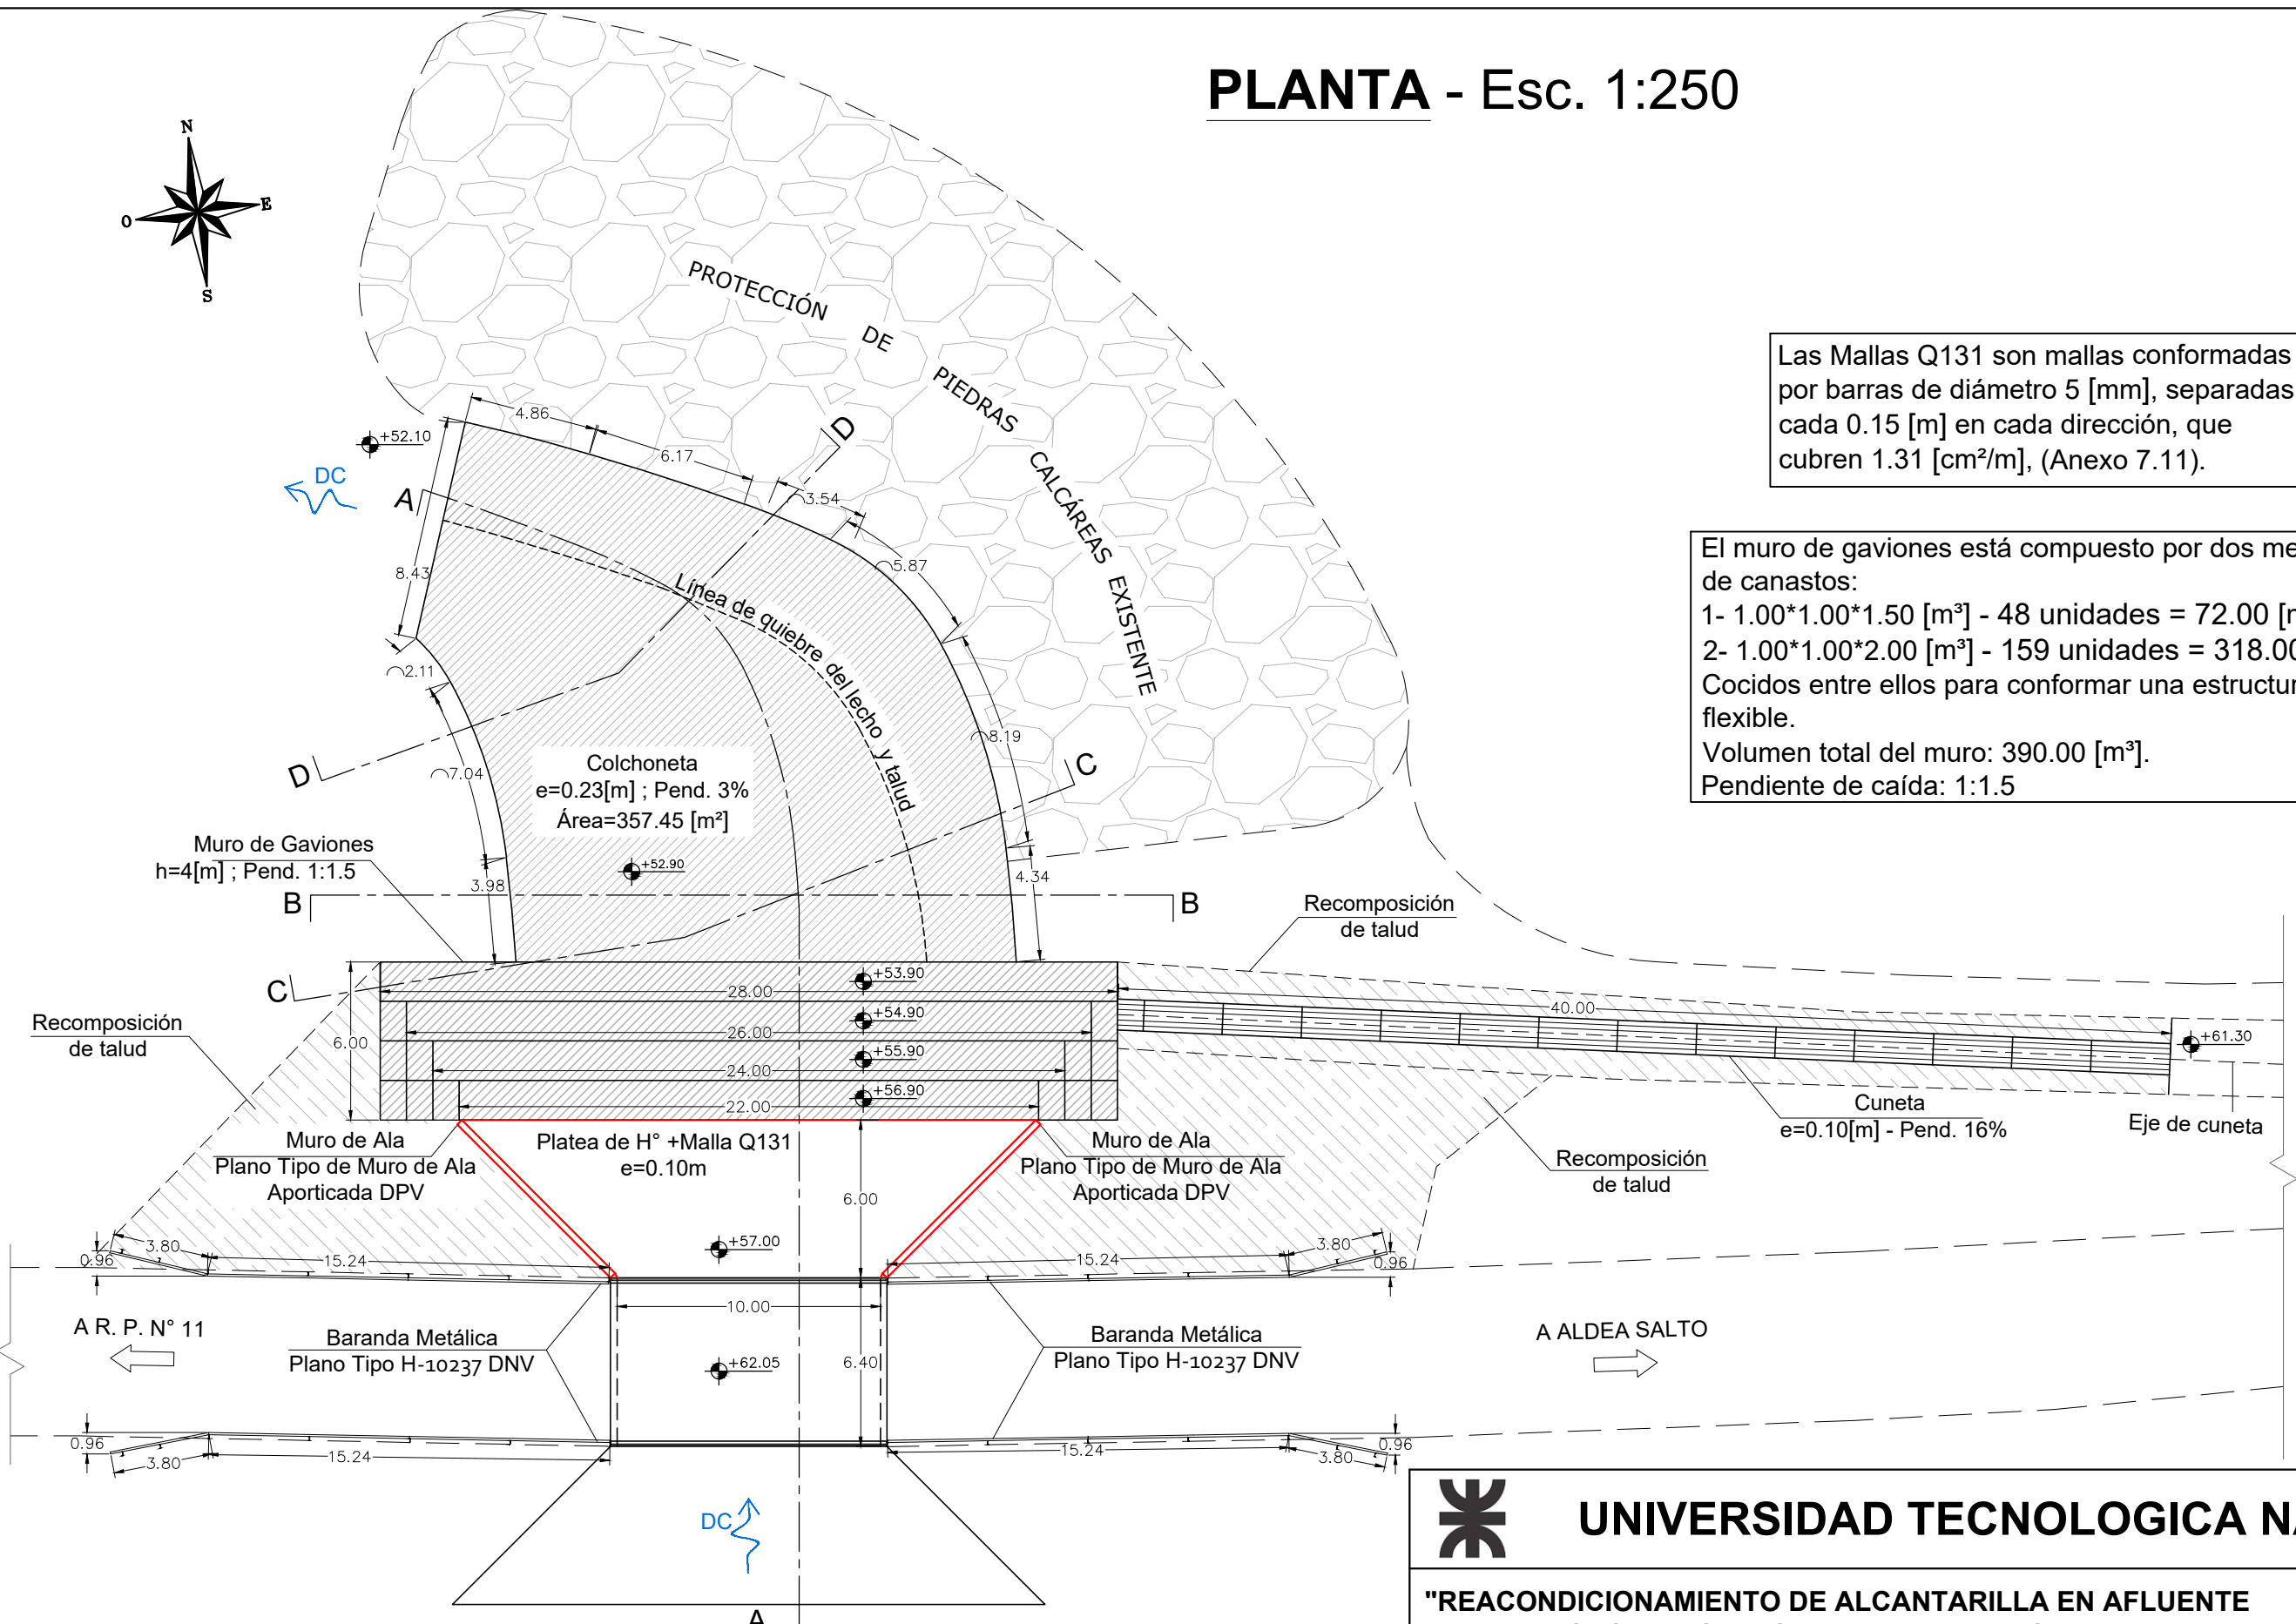 PLANTA - Esc. 1:250
N
E
O
S
PROTECCIÓN DE PIEDRAS CALCÁREAS EXISTENTE
Las Mallas Q131 son mallas conformadas
por barras de diámetro 5 [mm], separadas
cada 0.15 [m] en cada dirección, que
cubren 1.31 [cm²/m], (Anexo 7.11).
El muro de gaviones está compuesto por dos me
de canastos:
1- 1.00*1.00*1.50 [m³] - 48 unidades = 72.00 [m
2- 1.00*1.00*2.00 [m³] - 159 unidades = 318.00
Cocidos entre ellos para conformar una estructur
flexible.
Volumen total del muro: 390.00 [m³].
Pendiente de caída: 1:1.5
+52.10
DC
A
4.86
6.17
D
3.54
5.87
8.43
2.11
Línea de quiebre del lecho y talud
8.19
C
D
7.04
Colchoneta
e=0.23[m] ; Pend. 3%
Área=357.45 [m²]
+52.90
Muro de Gaviones
h=4[m] ; Pend. 1:1.5
3.98
4.34
B
B
Recomposición
de talud
C
+53.90
28.00
+54.90
26.00
+55.90
24.00
+56.90
22.00
6.00
40.00
+61.30
Recomposición
de talud
Cuneta
e=0.10[m] - Pend. 16%
Eje de cuneta
Recomposición
de talud
Muro de Ala
Plano Tipo de Muro de Ala
Aporticada DPV
Platea de H° +Malla Q131
e=0.10m
Muro de Ala
Plano Tipo de Muro de Ala
Aporticada DPV
6.00
+57.00
0.96
3.80
15.24
15.24
3.80
0.96
10.00
A R. P. N° 11
Baranda Metálica
Plano Tipo H-10237 DNV
+62.05
6.40
Baranda Metálica
Plano Tipo H-10237 DNV
A ALDEA SALTO
0.96
3.80
15.24
15.24
3.80
0.96
DC
A
UNIVERSIDAD TECNOLOGICA NA
"REACONDICIONAMIENTO DE ALCANTARILLA EN AFLUENTE